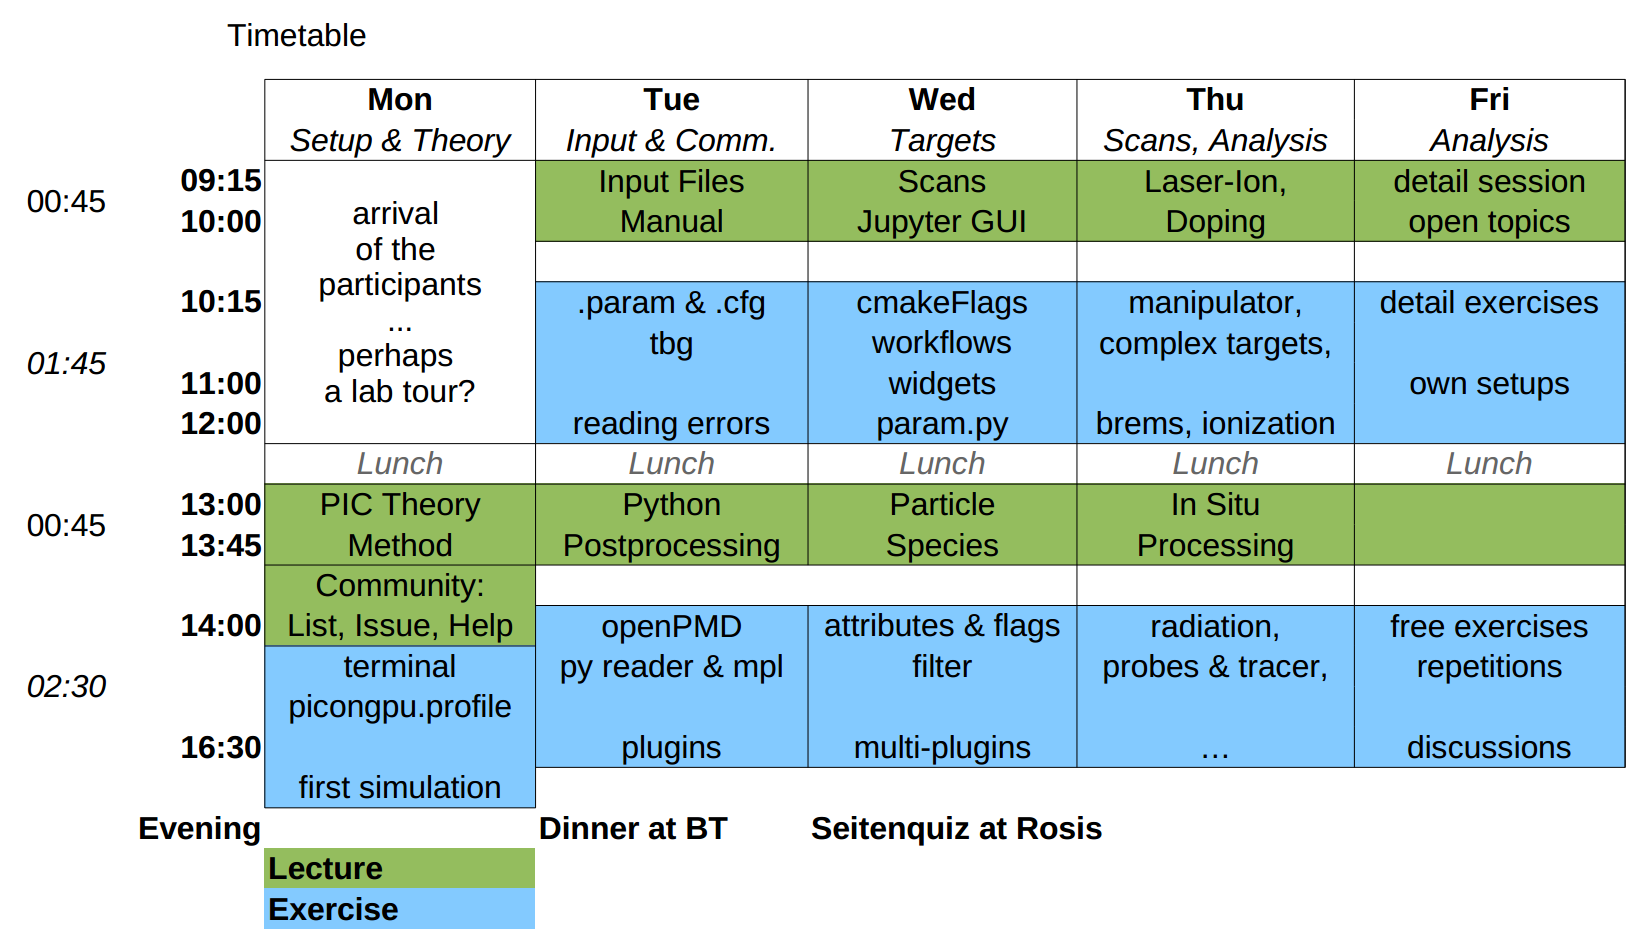 Timetable
Mon Tue Wed Thu Fri
Setup & Theory Input & Comm. Targets Scans, Analysis Analysis
09:15 Input Files Scans Laser-Ion, detail session
00:45
arrival
10:00 Manual Jupyter GUI Doping open topics
of the
participants
10:15 .param & .cfg cmakeFlags manipulator, detail exercises
...
tbg workflows complex targets,
perhaps
01:45
11:00 widgets own setups
a lab tour?
12:00 reading errors param.py brems, ionization
Lunch Lunch Lunch Lunch Lunch
13:00 PIC Theory Python Particle In Situ
00:45
13:45 Method Postprocessing Species Processing
Community:
14:00 List, Issue, Help openPMD attributes & flags radiation, free exercises
terminal py reader & mpl filter probes & tracer, repetitions
02:30
picongpu.profile
16:30 plugins multi-plugins … discussions
first simulation
Evening Dinner at BT Seitenquiz at Rosis
Lecture
Exercise